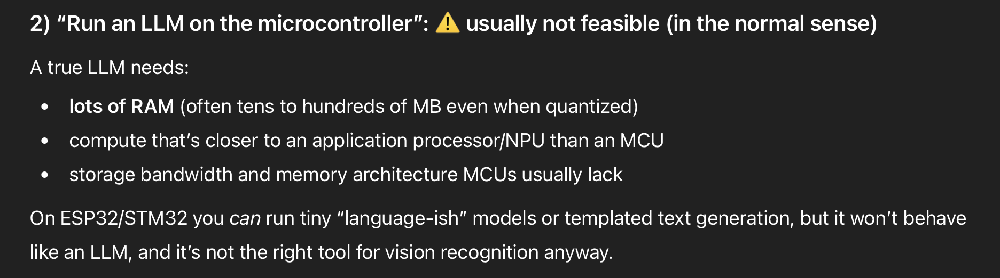 2) “Run an LLM on the microcontroller”: ⚠️ usually not feasible (in the normal sense)
A true LLM needs:
• lots of RAM (often tens to hundreds of MB even when quantized)
• compute that’s closer to an application processor/NPU than an MCU
• storage bandwidth and memory architecture MCUs usually lack
On ESP32/STM32 you can run tiny “language-ish” models or templated text generation, but it won’t behave
like an LLM, and it’s not the right tool for vision recognition anyway.